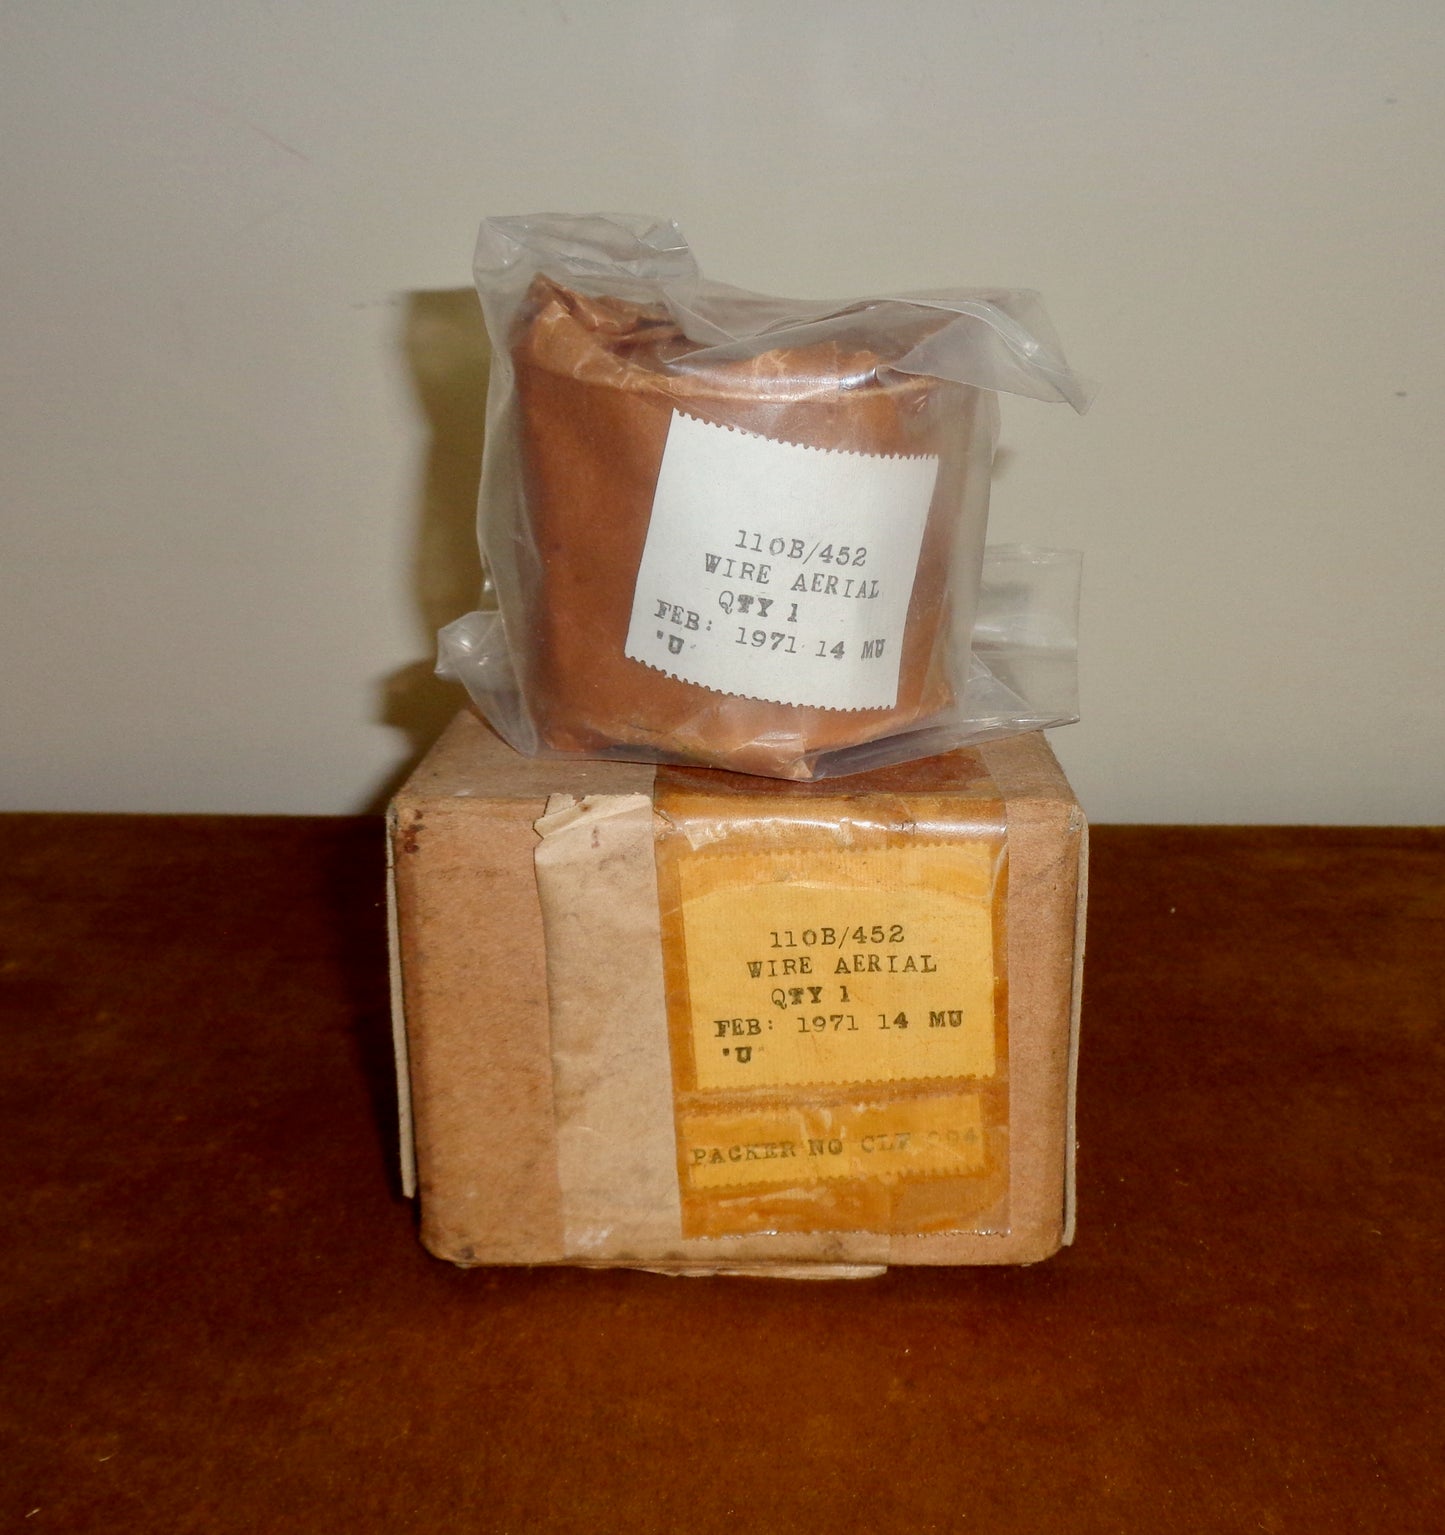 110B/452
WIRE AERIAL
QTY 1
FEB: 1971 14 MU
"U"
110B/452
WIRE AERIAL
QTY 1
FEB: 1971 14 MU
"U"
PACKER NO